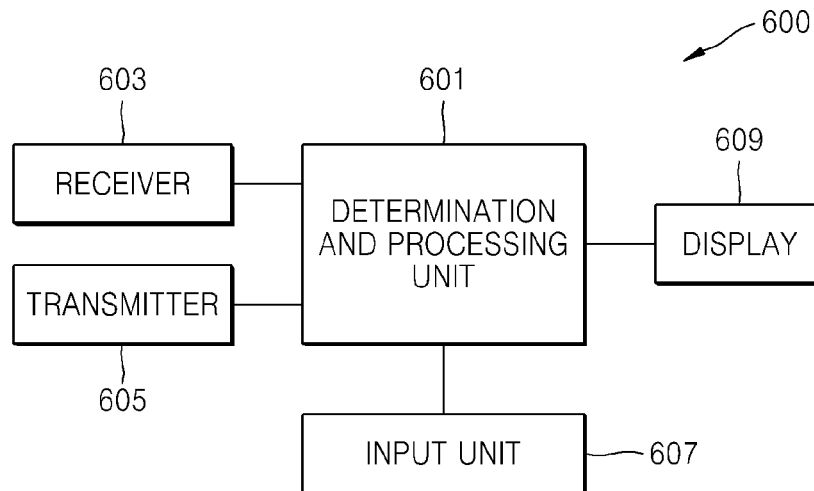 600
603
601
609
RECEIVER
DETERMINATION
AND PROCESSING
UNIT
DISPLAY
TRANSMITTER
605
INPUT UNIT
607